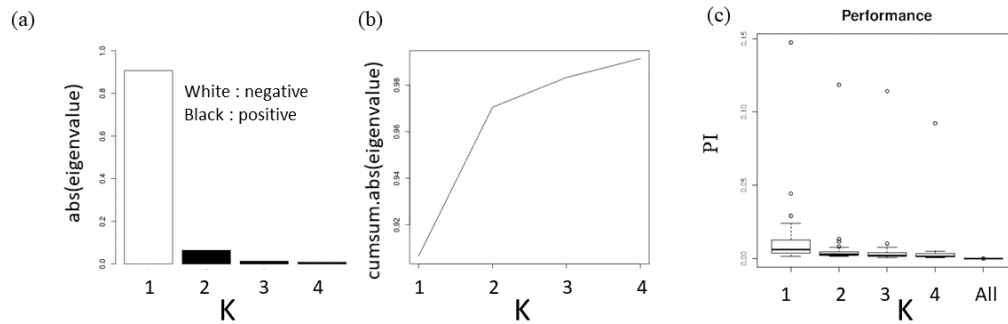 (a)
abs(eigenvalue)
1.0
0.8
0.6
0.4
0.2
0.0
White : negative
Black : positive
1 2 3 4
K
(b)
cumsum.abs(eigenvalue)
0.98
0.96
0.94
0.92
1 2 3 4
K
(c)
Performance
PI
0.15
0.10
0.05
0.00
1 2 3 4 All
K